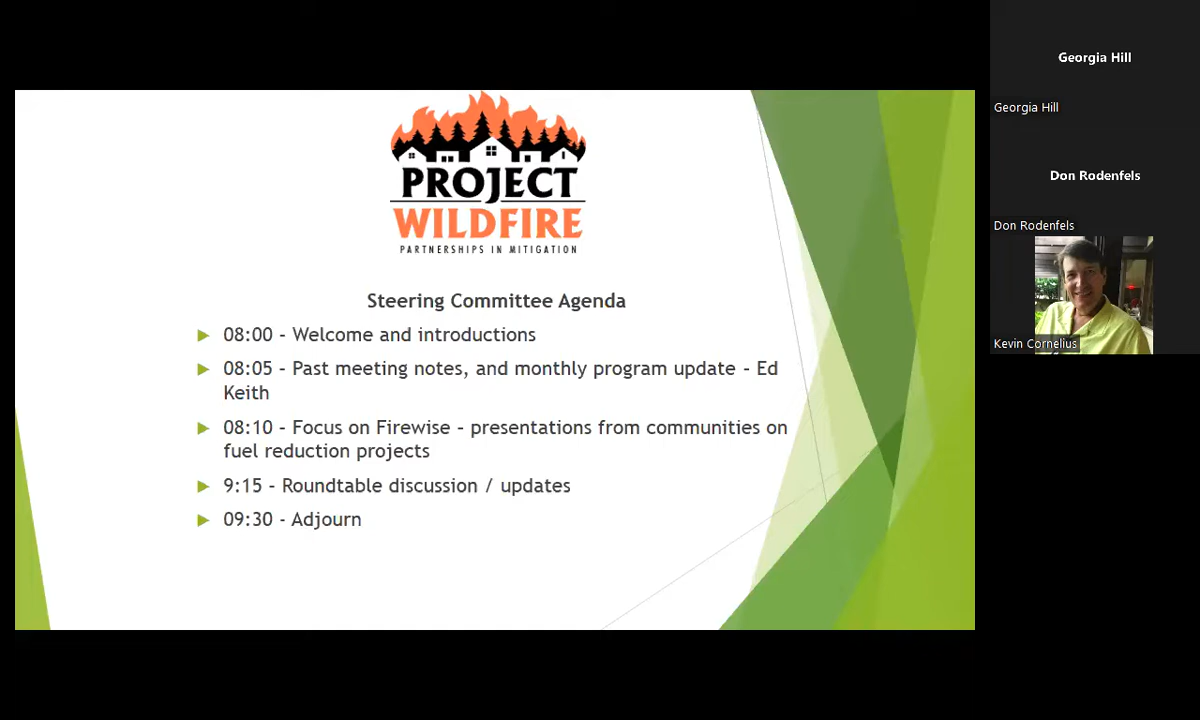 PROJECT
WILDFIRE
PARTNERSHIPS IN MITIGATION
Steering Committee Agenda
08:00 - Welcome and introductions
08:05 - Past meeting notes, and monthly program update - Ed
Keith
08:10 - Focus on Firewise - presentations from communities on
fuel reduction projects
9:15 - Roundtable discussion / updates
09:30 - Adjourn
Georgia Hill
Georgia Hill
Don Rodenfels
Don Rodenfels
Kevin Cornelius